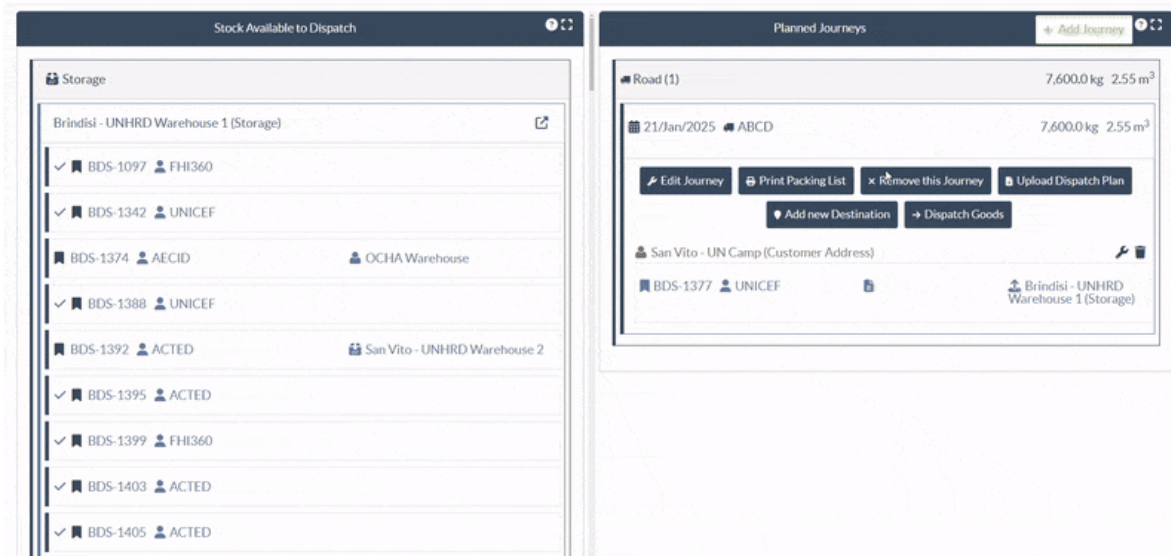 Stock Available to Dispatch
Storage
Brindisi - UNHRD Warehouse 1 (Storage)
BDS-1097 FHI360
BDS-1342 UNICEF
BDS-1374 AECID OCHA Warehouse
BDS-1388 UNICEF
BDS-1392 ACTED San Vito - UNHRD Warehouse 2
BDS-1395 ACTED
BDS-1399 FHI360
BDS-1403 ACTED
BDS-1405 ACTED
Planned Journeys
+ Add Journey
Road (1) 7,600.0 kg 2.55 m³
21/Jan/2025 ABCD 7,600.0 kg 2.55 m³
Edit Journey Print Packing List × Remove this Journey Upload Dispatch Plan
Add new Destination → Dispatch Goods
San Vito - UN Camp (Customer Address)
BDS-1377 UNICEF Brindisi - UNHRD
Warehouse 1 (Storage)